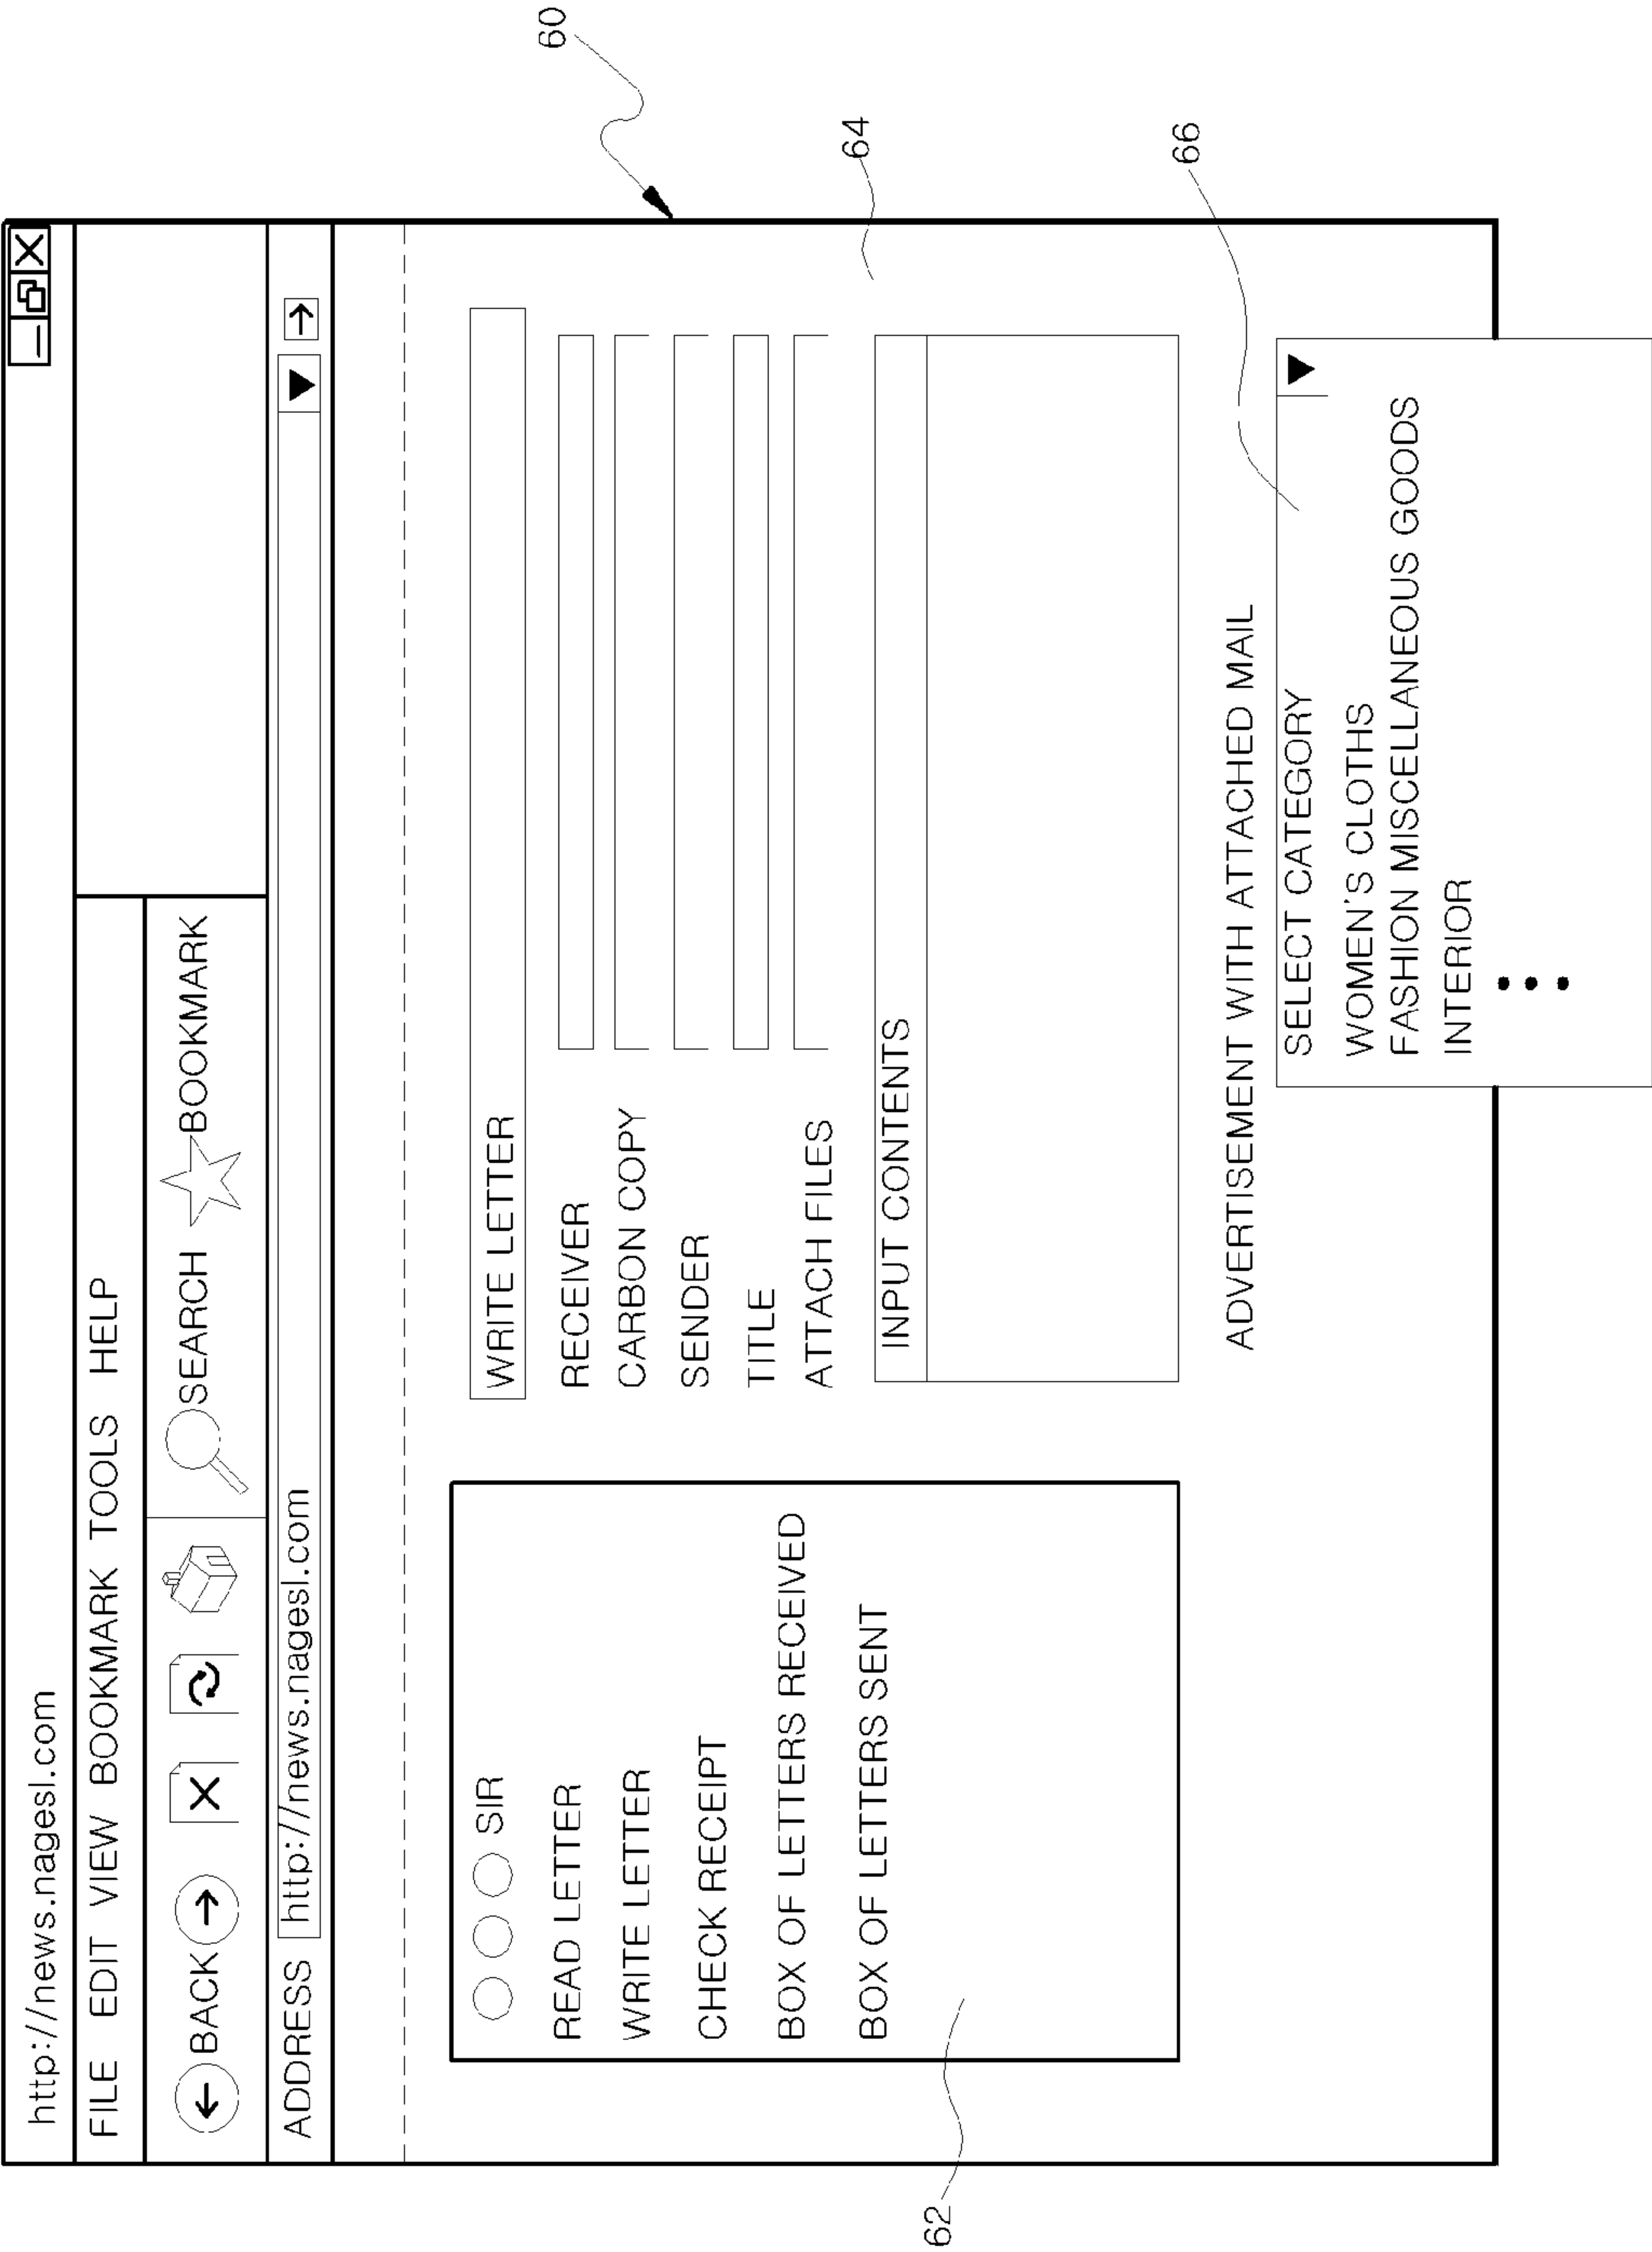 http://news.nagesl.com
FILE EDIT VIEW BOOKMARK TOOLS HELP
BACK SEARCH BOOKMARK
ADDRESS http://news.nagesl.com
60
SIR
READ LETTER
WRITE LETTER
CHECK RECEIPT
BOX OF LETTERS RECEIVED
BOX OF LETTERS SENT
62
WRITE LETTER
RECEIVER
CARBON COPY
SENDER
TITLE
ATTACH FILES
INPUT CONTENTS
64
ADVERTISEMENT WITH ATTACHED MAIL
66
SELECT CATEGORY
WOMEN'S CLOTHS
FASHION MISCELLANEOUS GOODS
INTERIOR